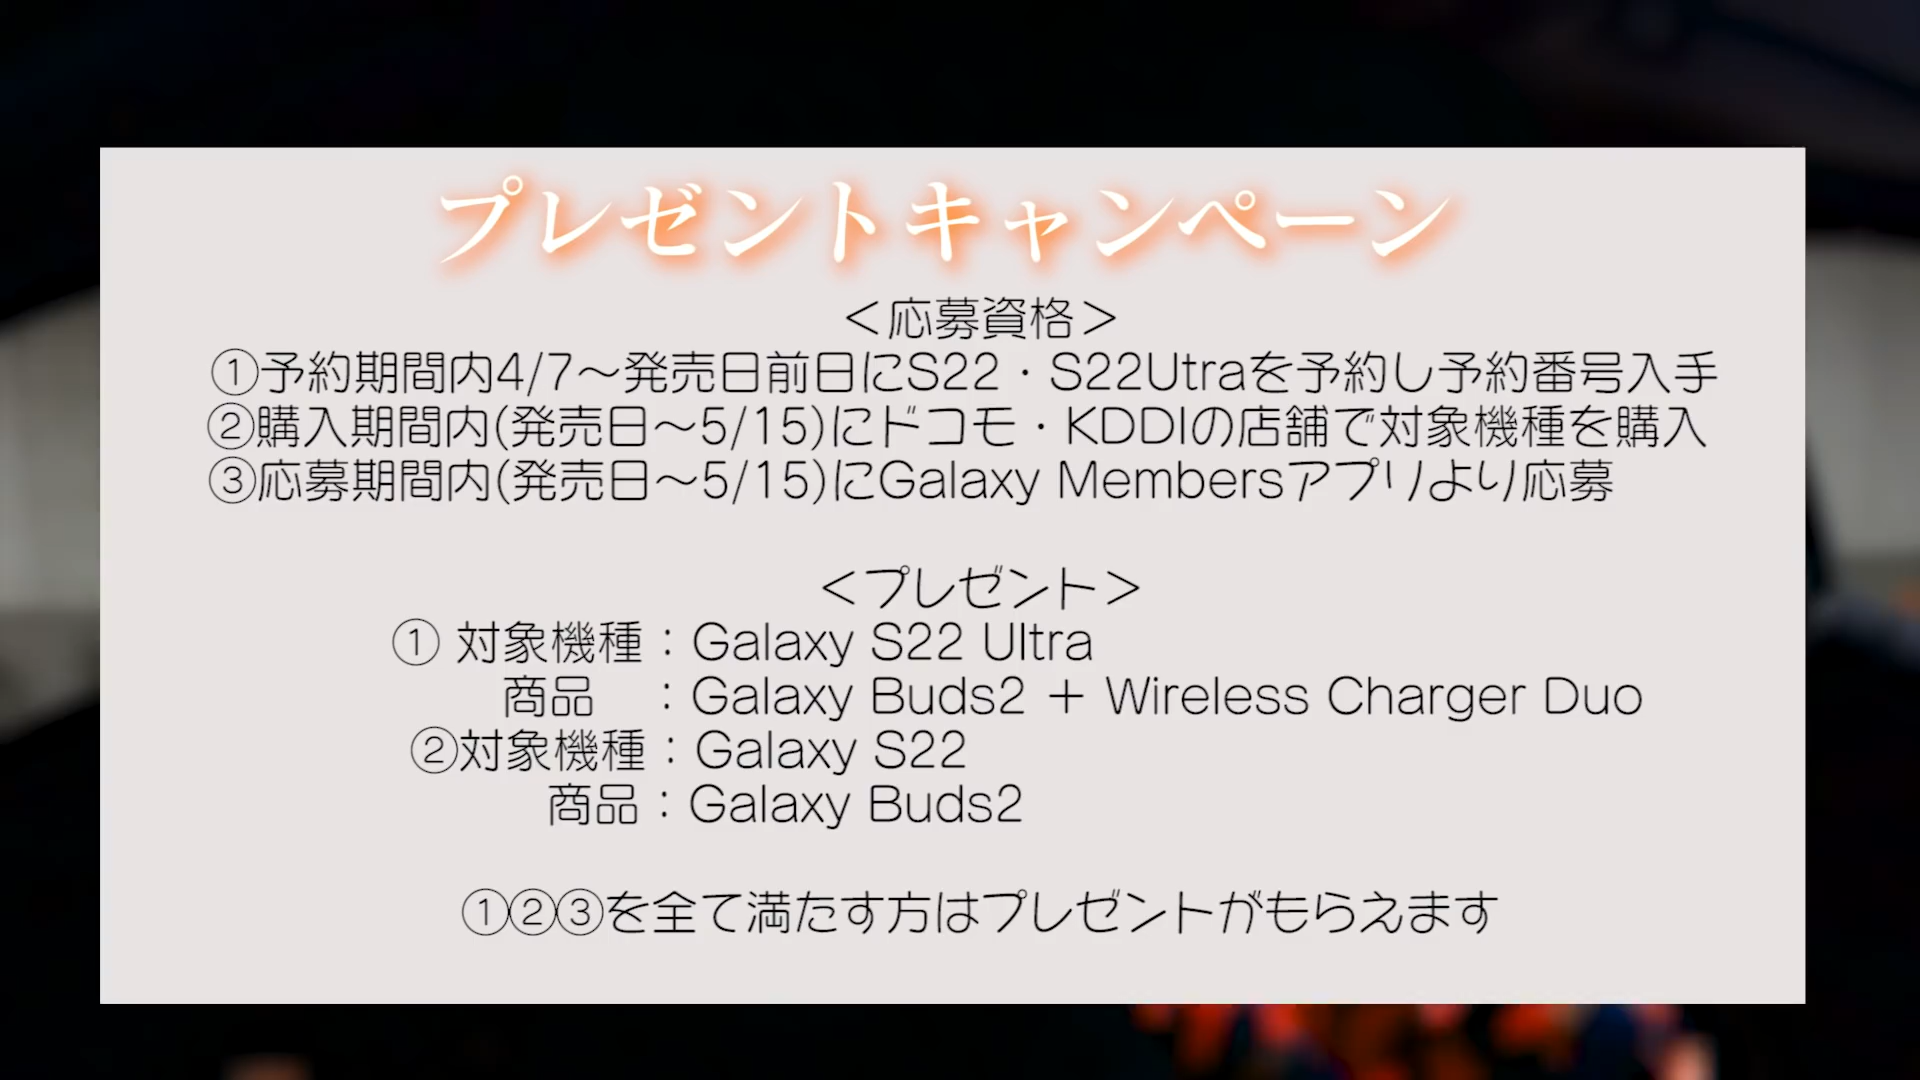 プレゼントキャンペーン
＜応募資格＞
①予約期間内4/7～発売日前日にS22・S22Utraを予約し予約番号入手
②購入期間内(発売日～5/15)にドコモ・KDDIの店舗で対象機種を購入
③応募期間内(発売日～5/15)にGalaxy Membersアプリより応募
＜プレゼント＞
① 対象機種：Galaxy S22 Ultra
商品　：Galaxy Buds2 + Wireless Charger Duo
②対象機種：Galaxy S22
商品：Galaxy Buds2
①②③を全て満たす方はプレゼントがもらえます